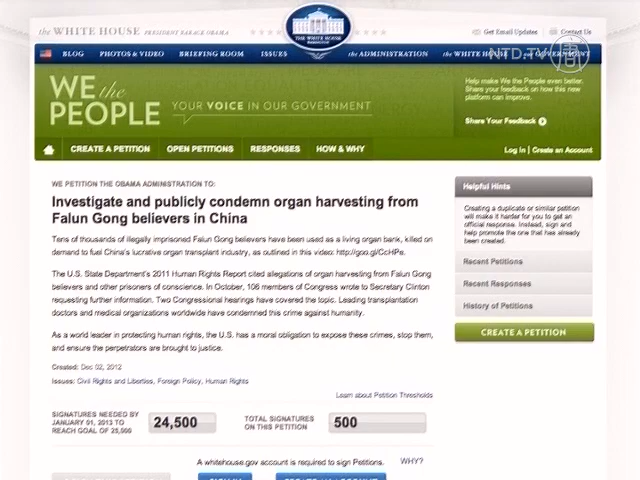 the WHITE HOUSE PRESIDENT BARACK OBAMA
THE WHITE HOUSE
WASHINGTON
Get Email Updates
Contact Us
BLOG PHOTOS & VIDEO BRIEFING ROOM ISSUES the ADMINISTRATION the WHITE HOUSE GOVERNMENT
NTD.TV
WE the
PEOPLE
YOUR VOICE IN OUR GOVERNMENT
Help make We the People even better.
Share your feedback on how this new
platform can improve.
Share Your Feedback
CREATE A PETITION OPEN PETITIONS RESPONSES HOW & WHY
Log in | Create an Account
WE PETITION THE OBAMA ADMINISTRATION TO:
Investigate and publicly condemn organ harvesting from
Falun Gong believers in China
Tens of thousands of illegally imprisoned Falun Gong believers have been used as a living organ bank, killed on
demand to fuel China's lucrative organ transplant industry, as outlined in this video: http://goo.gl/CcHPe.
The U.S. State Department's 2011 Human Rights Report cited allegations of organ harvesting from Falun Gong
believers and other prisoners of conscience. In October, 106 members of Congress wrote to Secretary Clinton
requesting further information. Two Congressional hearings have covered the topic. Leading transplantation
doctors and medical organizations worldwide have condemned this crime against humanity.
As a world leader in protecting human rights, the U.S. has a moral obligation to expose these crimes, stop them,
and ensure the perpetrators are brought to justice.
Created: Dec 02, 2012
Issues: Civil Rights and Liberties, Foreign Policy, Human Rights
Learn about Petition Thresholds
SIGNATURES NEEDED BY
JANUARY 01, 2013 TO
REACH GOAL OF 25,000
24,500
TOTAL SIGNATURES
ON THIS PETITION
500
A whitehouse.gov account is required to sign Petitions. WHY?
Helpful Hints
Creating a duplicate or similar petition
will make it harder for you to get an
official response. Instead, sign and
help promote the one that has already
been created.
Recent Petitions
Recent Responses
History of Petitions
CREATE A PETITION